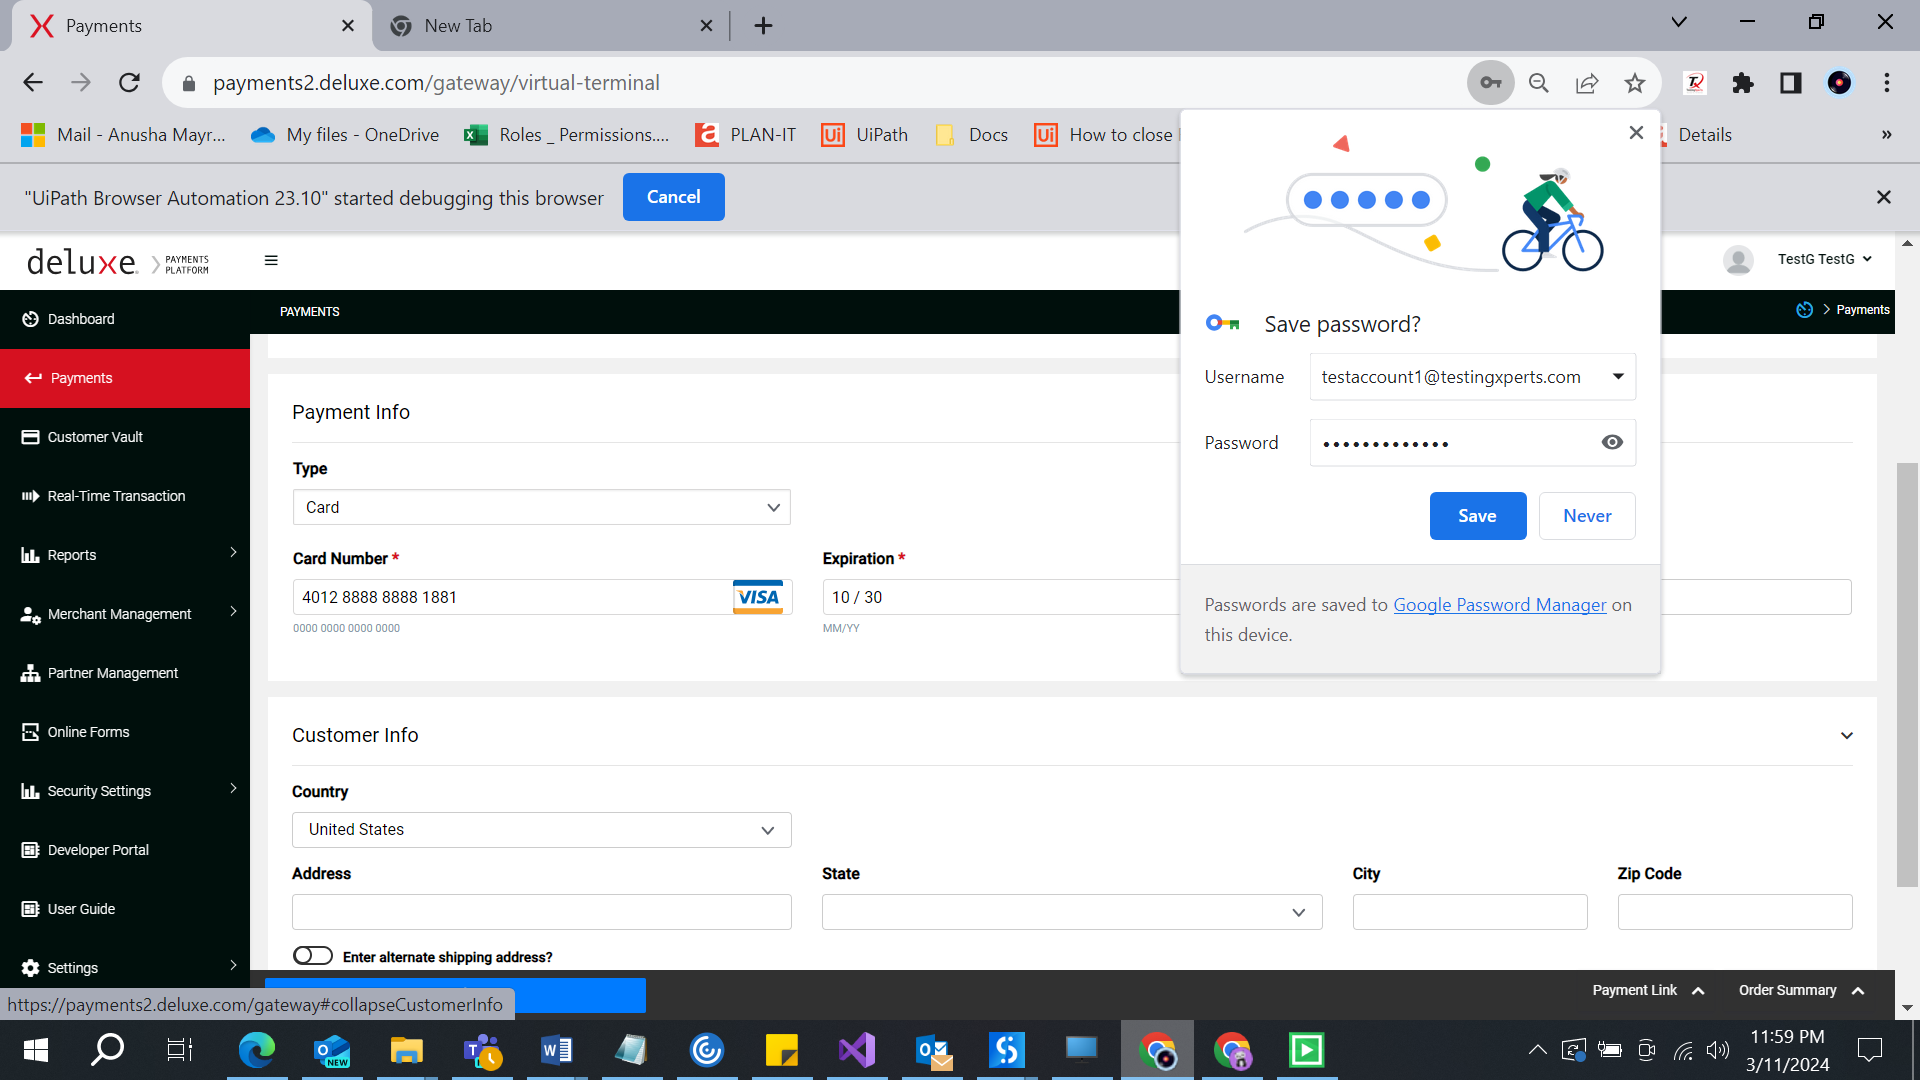 Payments
New Tab
payments2.deluxe.com/gateway/virtual-terminal
Mail - Anusha Mayr...
My files - OneDrive
Roles _ Permissions....
PLAN-IT
UiPath
Docs
How to close
Details
»
"UiPath Browser Automation 23.10" started debugging this browser
Cancel
deluxe.
PAYMENTS
PLATFORM
TestG TestG
Dashboard
Payments
Customer Vault
Real-Time Transaction
Reports
Merchant Management
Partner Management
Online Forms
Security Settings
Developer Portal
User Guide
Settings
PAYMENTS
Payments
Payment Info
Type
Card
Card Number *
4012 8888 8888 1881
VISA
0000 0000 0000 0000
Expiration *
10 / 30
MM/YY
Save password?
Username
testaccount1@testingxperts.com
Password
Save
Never
Passwords are saved to Google Password Manager on
this device.
Customer Info
Country
United States
Address
State
City
Zip Code
Enter alternate shipping address?
Payment Link
Order Summary
https://payments2.deluxe.com/gateway#collapseCustomerInfo
NEW
11:59 PM
3/11/2024